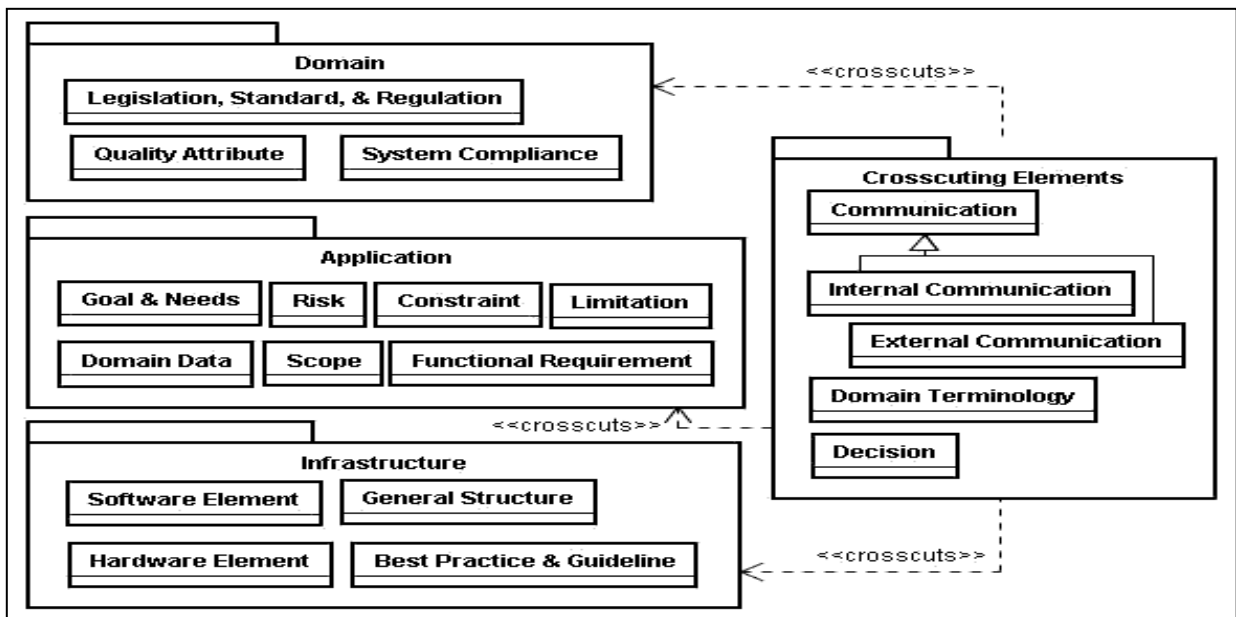 Domain
Legislation, Standard, & Regulation
Quality Attribute
System Compliance
Application
Goal & Needs
Risk
Constraint
Limitation
Domain Data
Scope
Functional Requirement
Infrastructure
Software Element
General Structure
Hardware Element
Best Practice & Guideline
<<crosscuts>>
Crosscuting Elements
Communication
Internal Communication
External Communication
Domain Terminology
Decision
<<crosscuts>>
<<crosscuts>>